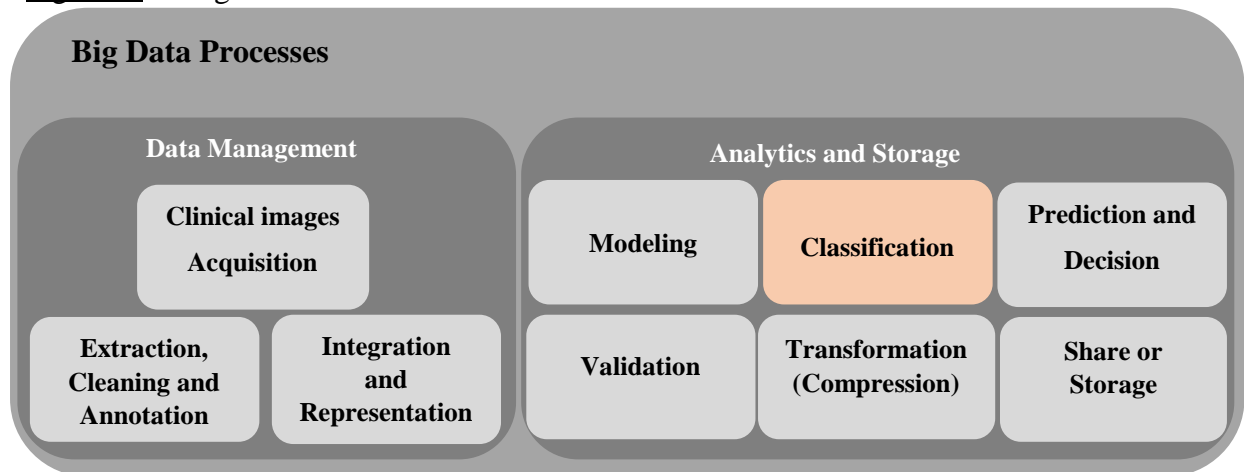 Big Data Processes
Data Management
Clinical images
Acquisition
Extraction,
Cleaning and
Annotation
Integration
and
Representation
Analytics and Storage
Modeling
Classification
Prediction and
Decision
Validation
Transformation
(Compression)
Share or
Storage